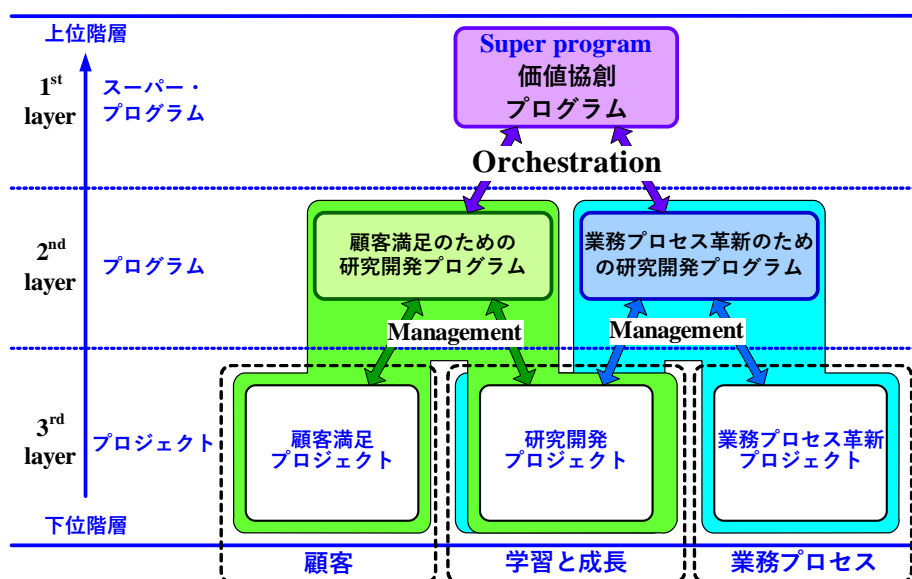 上位階層
1st
layer
スーパー・
プログラム
Super program
価値協創
プログラム
Orchestration
2nd
layer
プログラム
顧客満足のための
研究開発プログラム
業務プロセス革新のため
の研究開発プログラム
Management
Management
3rd
layer
プロジェクト
顧客満足
プロジェクト
研究開発
プロジェクト
業務プロセス革新
プロジェクト
下位階層
顧客
学習と成長
業務プロセス